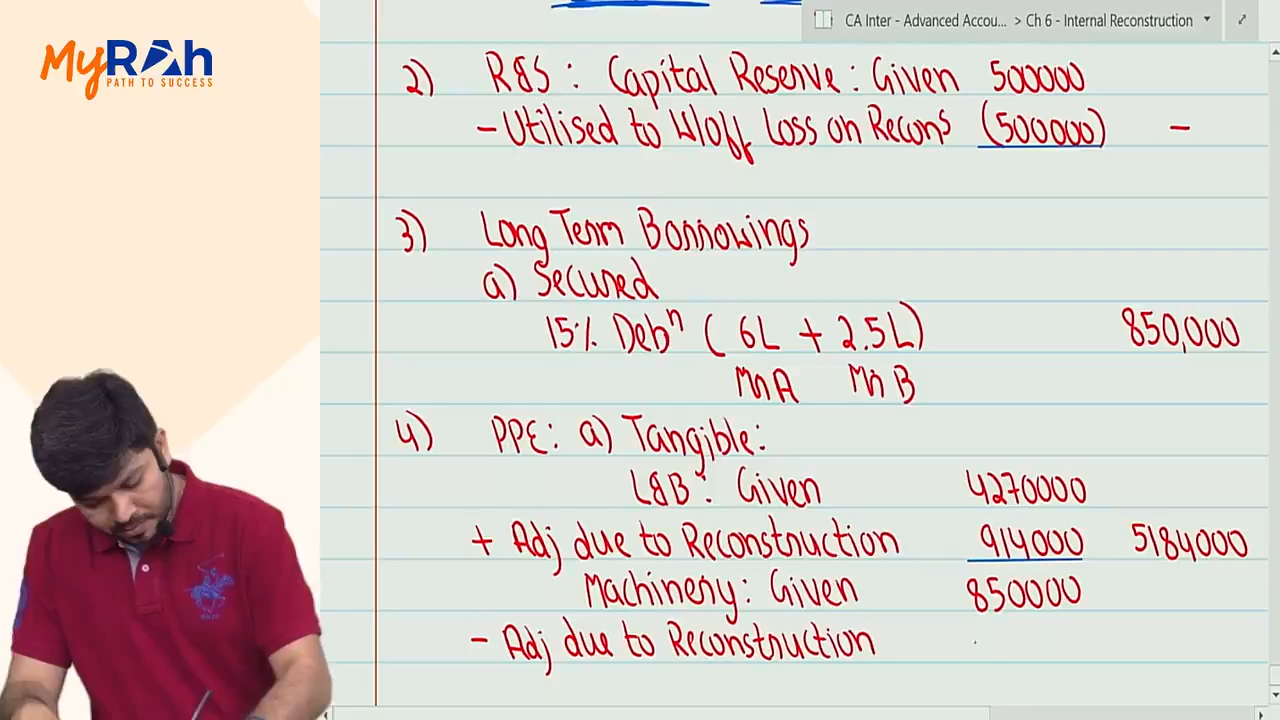 MyRAh
PATH TO SUCCESS
CA Inter - Advanced Accou... > Ch 6 - Internal Reconstruction
2) R&S : Capital Reserve : Given 500000
- Utilised to W/off Loss on Recons (500000) -
3) Long Term Borrowings
a) Secured
15% Debⁿ ( 6L + 2.5L) 850,000
Mr A Mr B
4) PPE: a) Tangible:
L&B : Given 4270000
+ Adj due to Reconstruction 914000 5184000
Machinery : Given 850000
- Adj due to Reconstruction